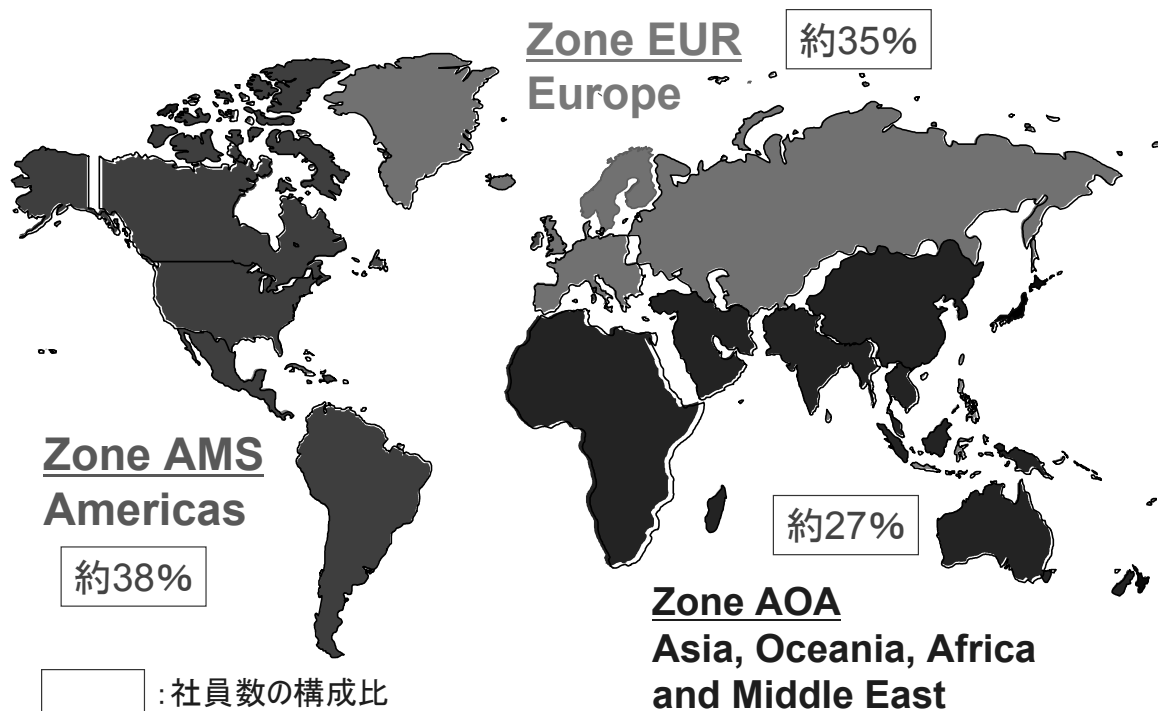 Zone EUR
Europe
約35%
Zone AMS
Americas
約38%
約27%
Zone AOA
Asia, Oceania, Africa
and Middle East
:社員数の構成比